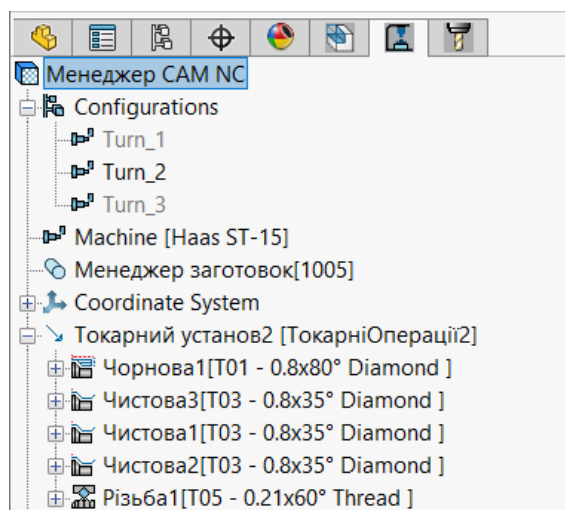 Менеджер CAM NC
Configurations
Turn_1
Turn_2
Turn_3
Machine [Haas ST-15]
Менеджер заготовок[1005]
Coordinate System
Токарний установ2 [ТокарніОперації2]
Чорнова1[T01 - 0.8x80° Diamond ]
Чистова3[T03 - 0.8x35° Diamond ]
Чистова1[T03 - 0.8x35° Diamond ]
Чистова2[T03 - 0.8x35° Diamond ]
Різьба1[T05 - 0.21x60° Thread ]